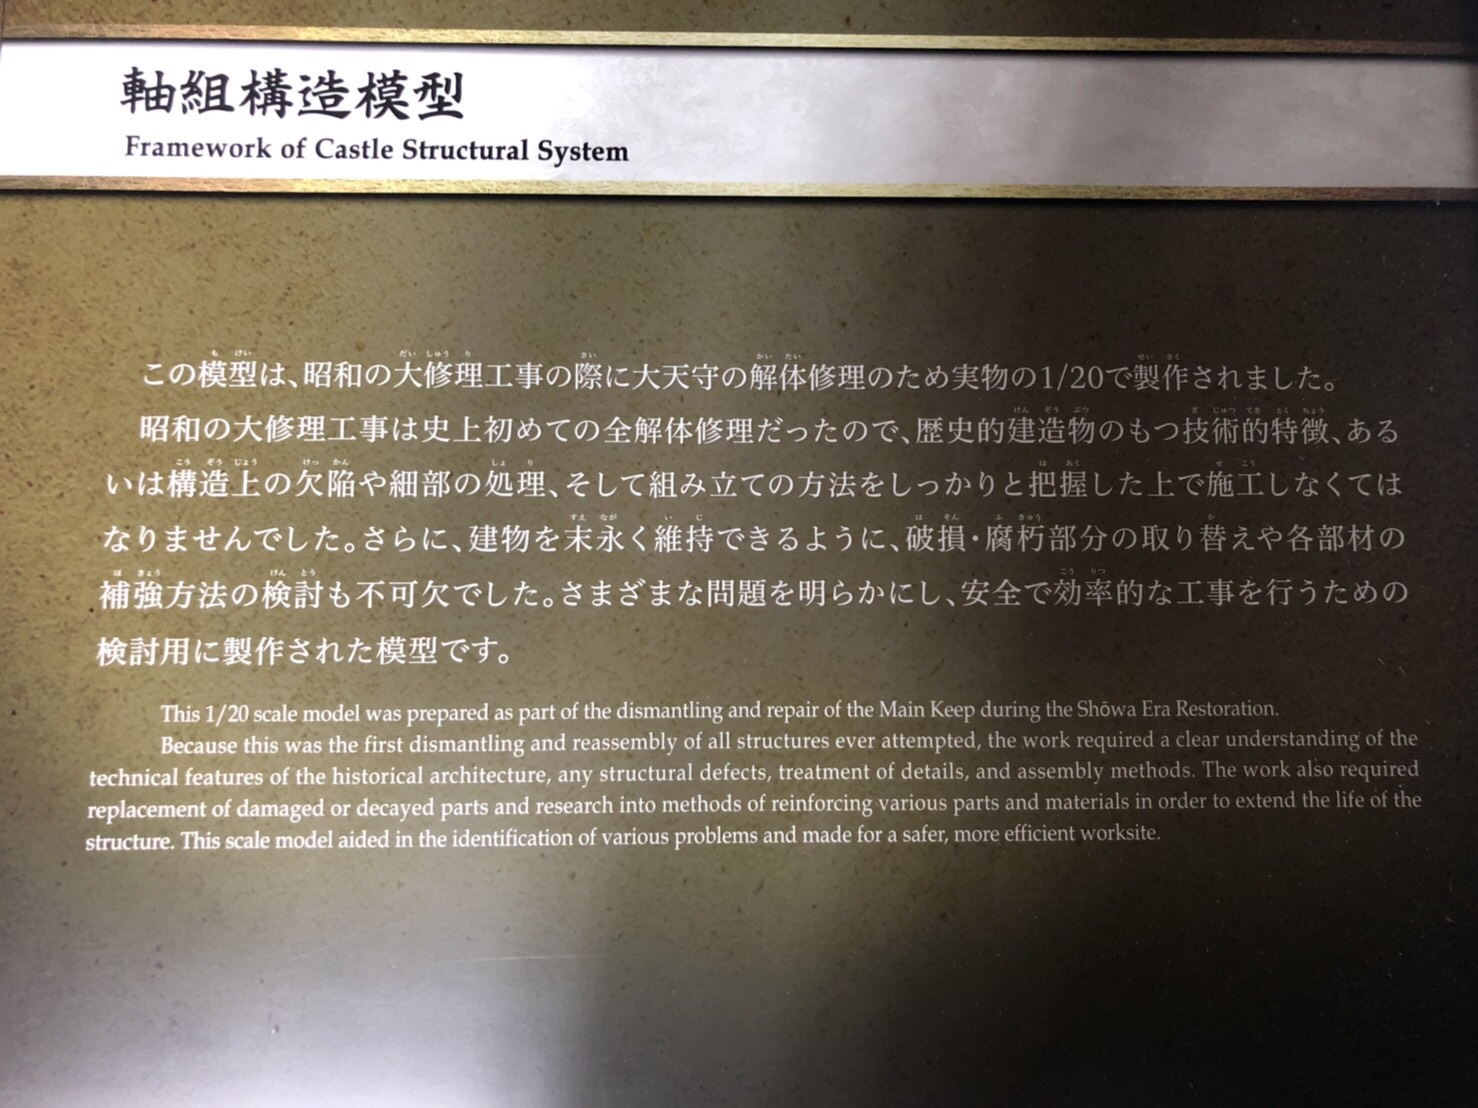 軸組構造模型
Framework of Castle Structural System
この模型は、昭和の大修理工事の際に大天守の解体修理のため実物の1/20で製作されました。
昭和の大修理工事は史上初めての全解体修理だったので、歴史的建造物のもつ技術的特徴、ある
いは構造上の欠陥や細部の処理、そして組み立ての方法をしっかりと把握した上で施工しなくては
なりませんでした。さらに、建物を末永く維持できるように、破損・腐朽部分の取り替えや各部材の
補強方法の検討も不可欠でした。さまざまな問題を明らかにし、安全で効率的な工事を行うための
検討用に製作された模型です。
This 1/20 scale model was prepared as part of the dismantling and repair of the Main Keep during the Shōwa Era Restoration.
Because this was the first dismantling and reassembly of all structures ever attempted, the work required a clear understanding of the
technical features of the historical architecture, any structural defects, treatment of details, and assembly methods. The work also required
replacement of damaged or decayed parts and research into methods of reinforcing various parts and materials in order to extend the life of the
structure. This scale model aided in the identification of various problems and made for a safer, more efficient worksite.